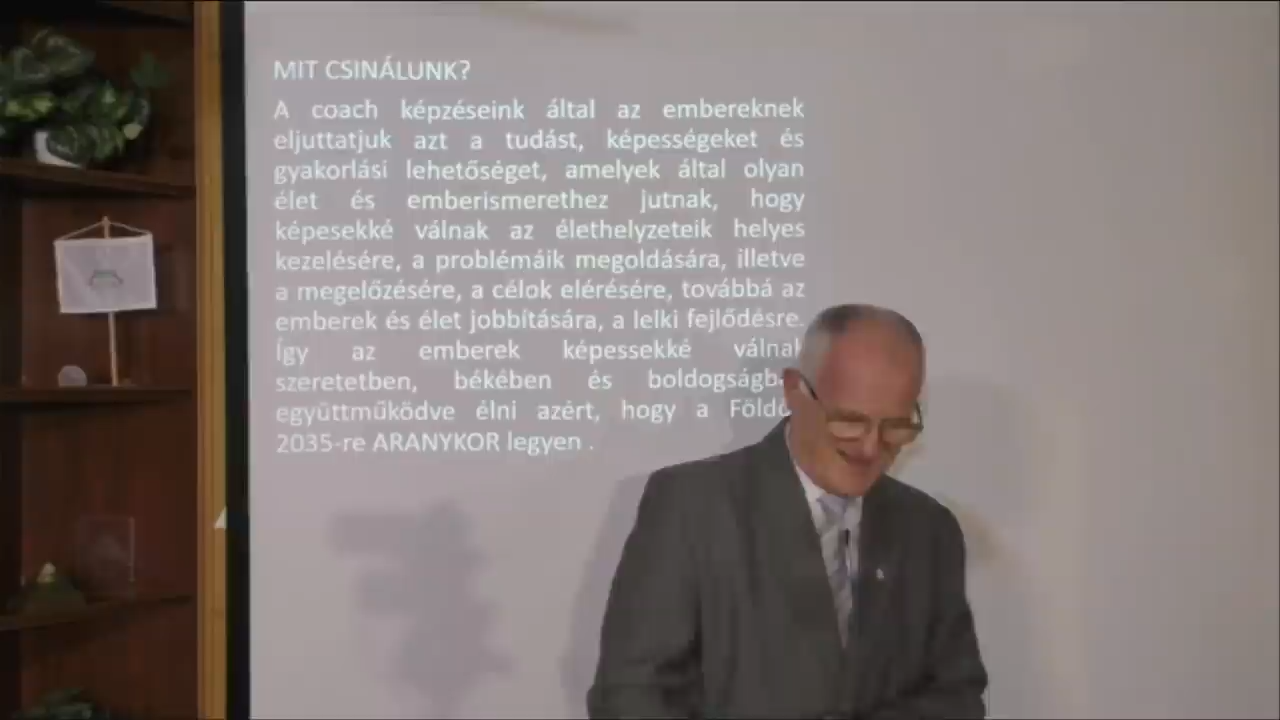 MIT CSINÁLUNK?
A coach képzéseink által az embereknek
eljuttatjuk azt a tudást, képességeket és
gyakorlási lehetőséget, amelyek által olyan
élet és emberismerethez jutnak, hogy
képesekké válnak az élethelyzeteik helyes
kezelésére, a problémáik megoldására, illetve
a megelőzésére, a célok elérésére, továbbá az
emberek és élet jobbítására, a lelki fejlődésre.
Így az emberek képessekké válnak
szeretetben, békében és
együttműködve élni azért, hogy a
2035-re ARANYKOR legyen .